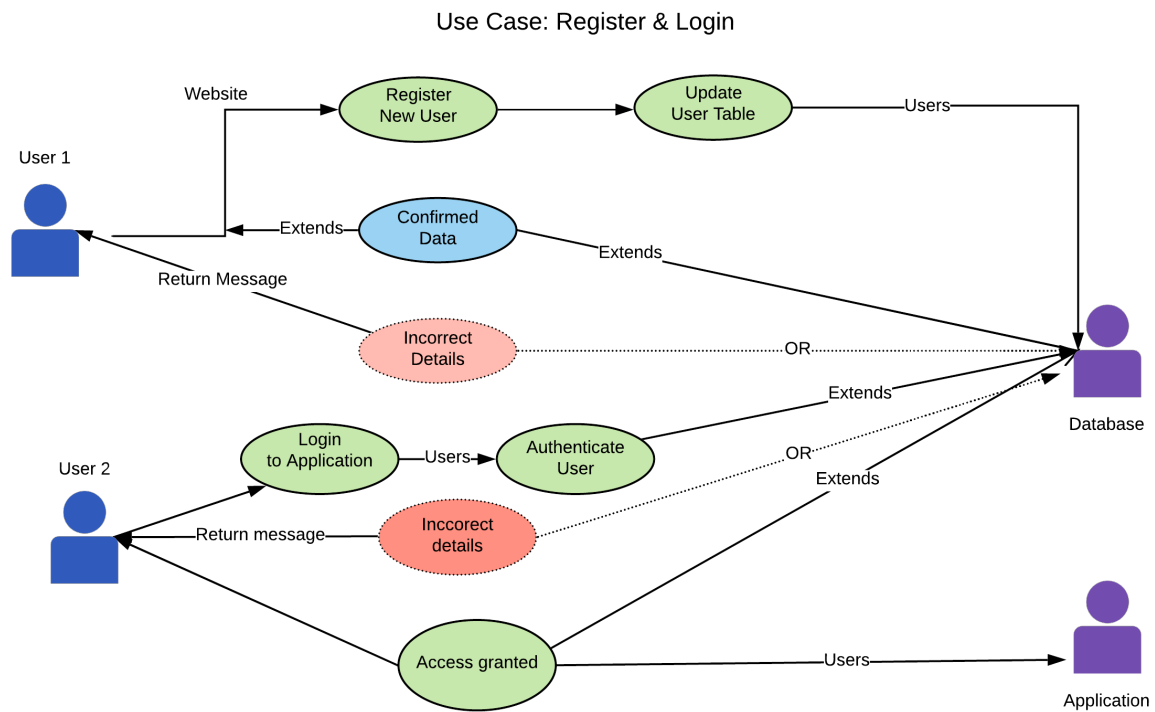 Use Case: Register & Login
Website
Register
New User
Update
User Table
Users
User 1
Confirmed
Data
Extends
Extends
Return Message
Incorrect
Details
OR
Database
Extends
Login
to Application
Users
Authenticate
User
OR
User 2
Extends
Return message
Inccorect
details
Access granted
Users
Application